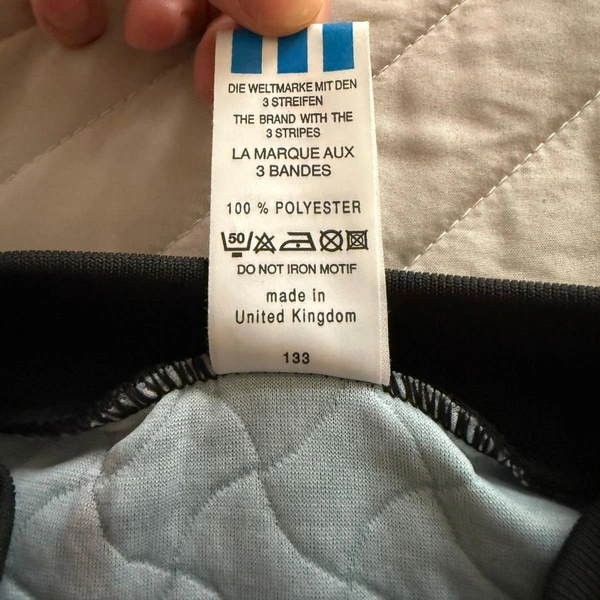 DIE WELTMARKE MIT DEN
3 STREIFEN
THE BRAND WITH THE
3 STRIPES
LA MARQUE AUX
3 BANDES
100 % POLYESTER
50
DO NOT IRON MOTIF
made in
United Kingdom
133